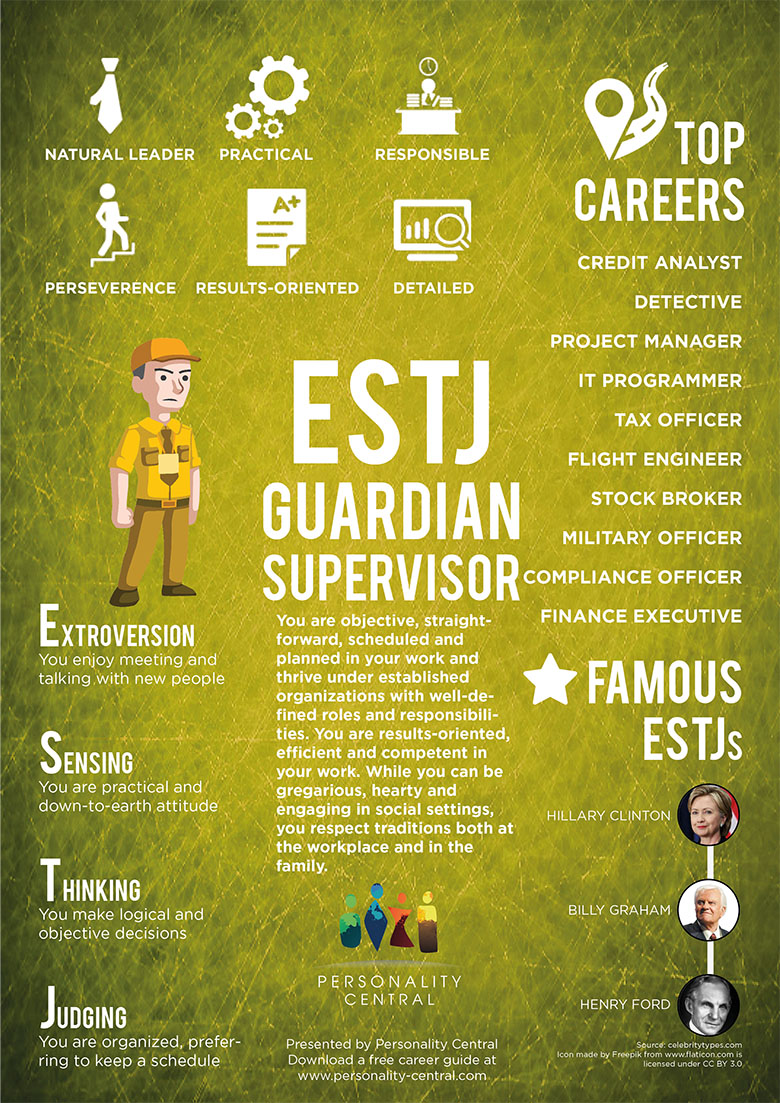 NATURAL LEADER
PRACTICAL
RESPONSIBLE
PERSEVERENCE
RESULTS-ORIENTED
A+
DETAILED
TOP
CAREERS
CREDIT ANALYST
DETECTIVE
PROJECT MANAGER
IT PROGRAMMER
TAX OFFICER
FLIGHT ENGINEER
STOCK BROKER
MILITARY OFFICER
COMPLIANCE OFFICER
FINANCE EXECUTIVE
ESTJ
GUARDIAN
SUPERVISOR
You are objective, straight-
forward, scheduled and
planned in your work and
thrive under established
organizations with well-de-
fined roles and responsibili-
ties. You are results-oriented,
efficient and competent in
your work. While you can be
gregarious, hearty and
engaging in social settings,
you respect traditions both at
the workplace and in the
family.
EXTROVERSION
You enjoy meeting and
talking with new people
SENSING
You are practical and
down-to-earth attitude
THINKING
You make logical and
objective decisions
JUDGING
You are organized, prefer-
ring to keep a schedule
FAMOUS
ESTJs
HILLARY CLINTON
BILLY GRAHAM
HENRY FORD
PERSONALITY
CENTRAL
Presented by Personality Central
Download a free career guide at
www.personality-central.com
Source: celebritytypes.com
Icon made by Freepik from www.flaticon.com is
licensed under CC BY 3.0